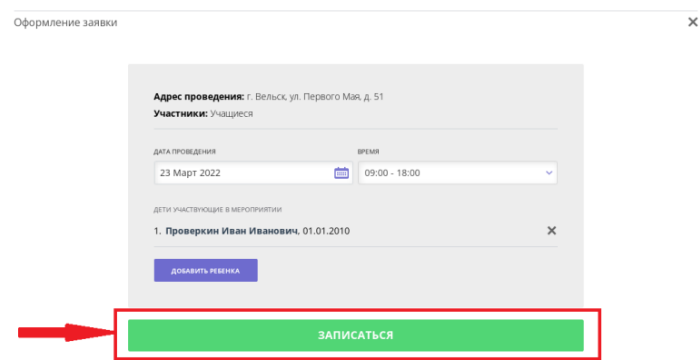 Оформление заявки
Адрес проведения: г. Вельск, ул. Первого Мая, д. 51
Участники: Учащиеся
ДАТА ПРОВЕДЕНИЯ ВРЕМЯ
23 Март 2022 09:00 - 18:00
ДЕТИ УЧАСТВУЮЩИЕ В МЕРОПРИЯТИИ
1. Проверкин Иван Иванович, 01.01.2010
ДОБАВИТЬ РЕБЕНКА
ЗАПИСАТЬСЯ